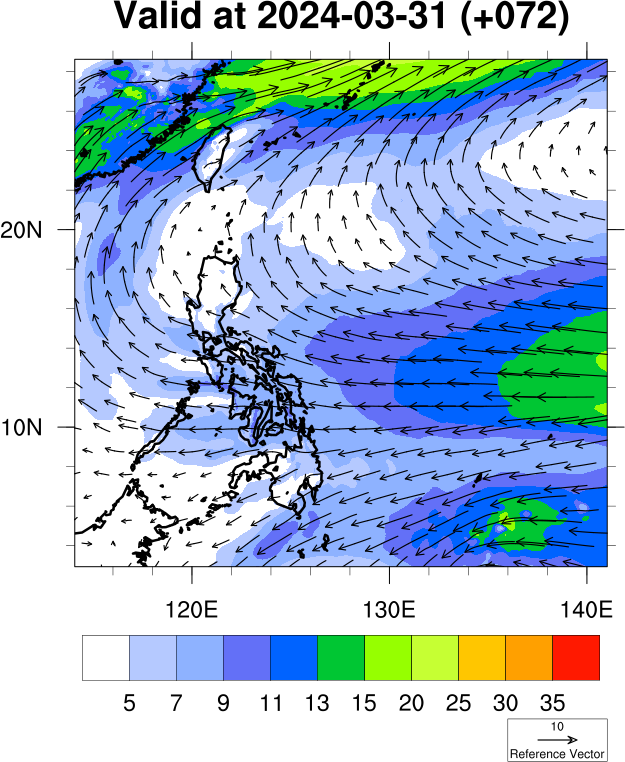 Valid at 2024-03-31 (+072)
20N
10N
120E 130E 140E
5 7 9 11 13 15 20 25 30 35
10
Reference Vector